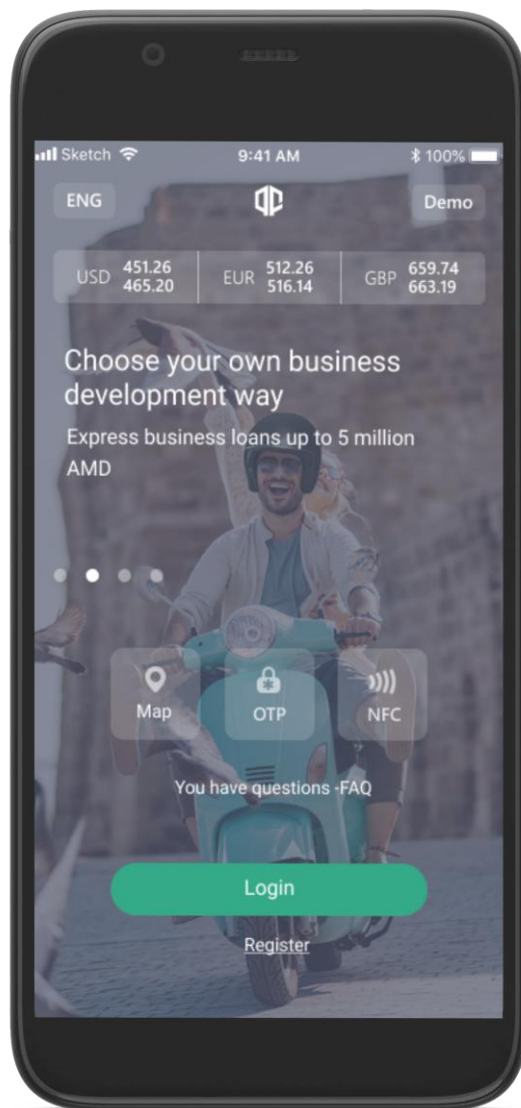 Sketch 9:41 AM 100%
ENG Demo
USD 451.26 465.20 EUR 512.26 516.14 GBP 659.74 663.19
Choose your own business
development way
Express business loans up to 5 million
AMD
Map OTP NFC
You have questions -FAQ
Login
Register